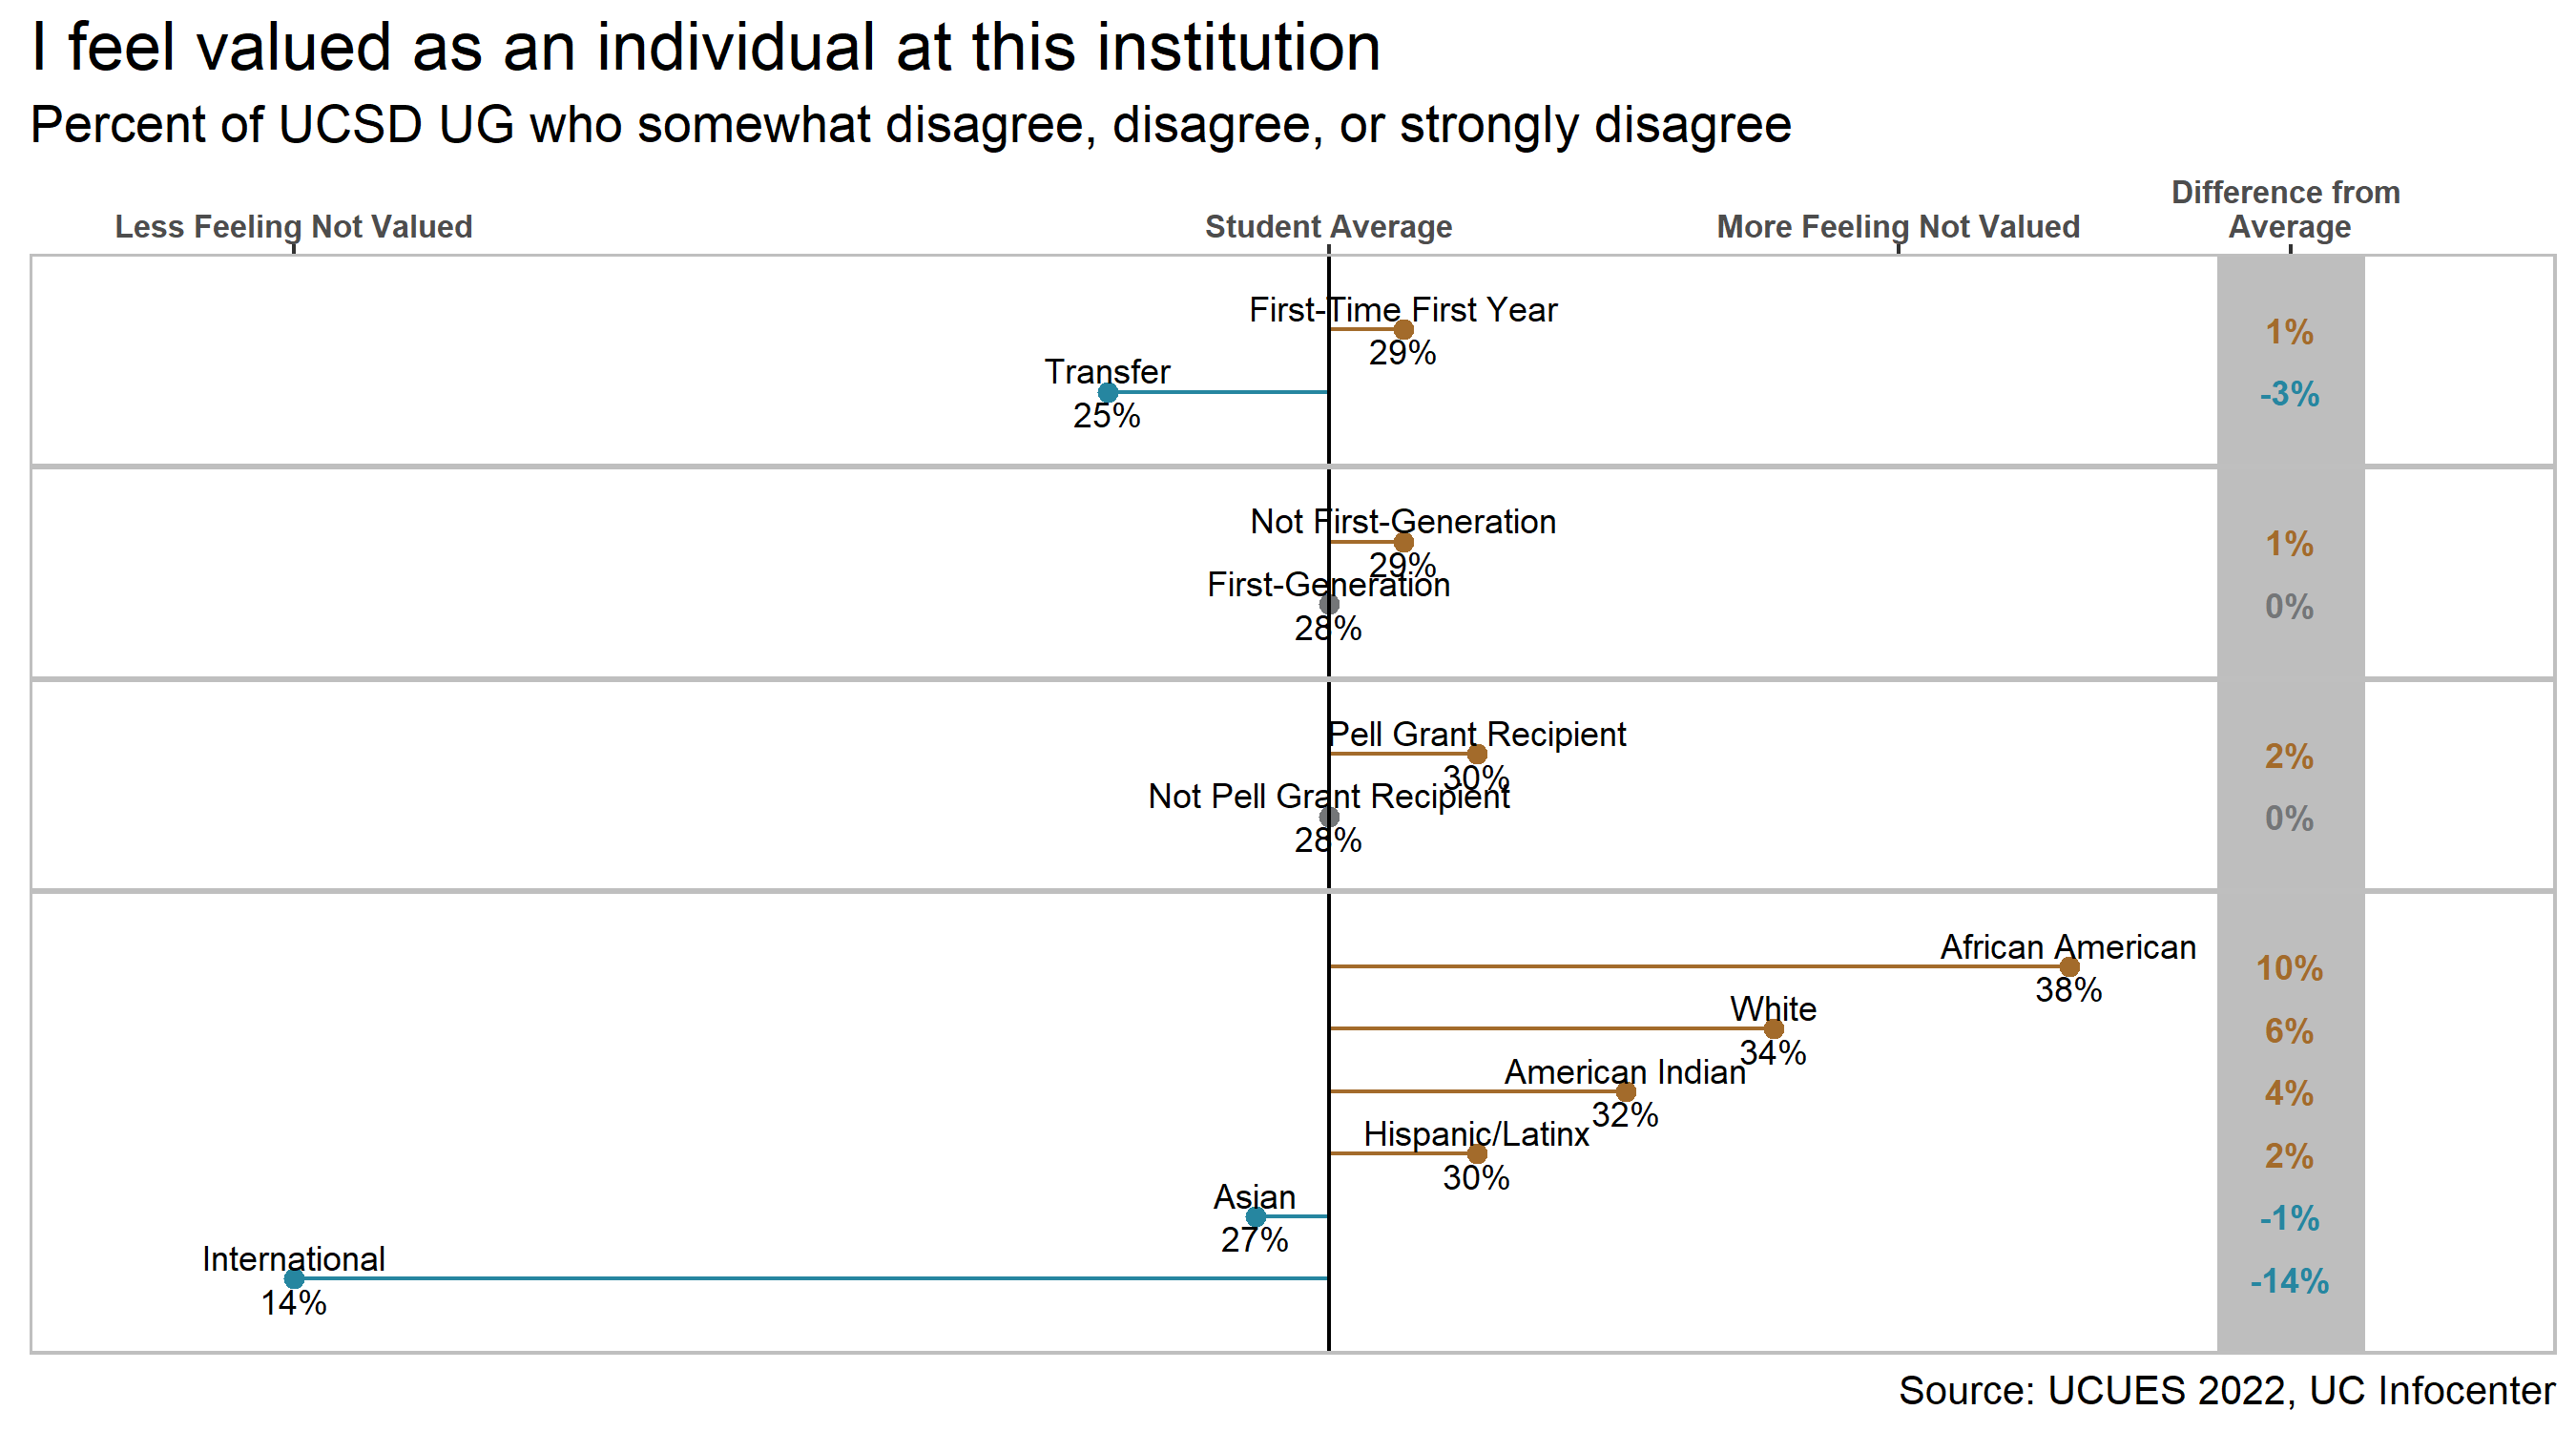 I feel valued as an individual at this institution
Percent of UCSD UG who somewhat disagree, disagree, or strongly disagree
Difference from
Less Feeling Not Valued Student Average More Feeling Not Valued Average
First-Time First Year
29%
1%
Transfer
25%
-3%
Not First-Generation
29%
1%
First-Generation
28%
0%
Pell Grant Recipient
30%
2%
Not Pell Grant Recipient
28%
0%
African American
38%
10%
White
34%
6%
American Indian
32%
4%
Hispanic/Latinx
30%
2%
Asian
27%
-1%
International
14%
-14%
Source: UCUES 2022, UC Infocenter